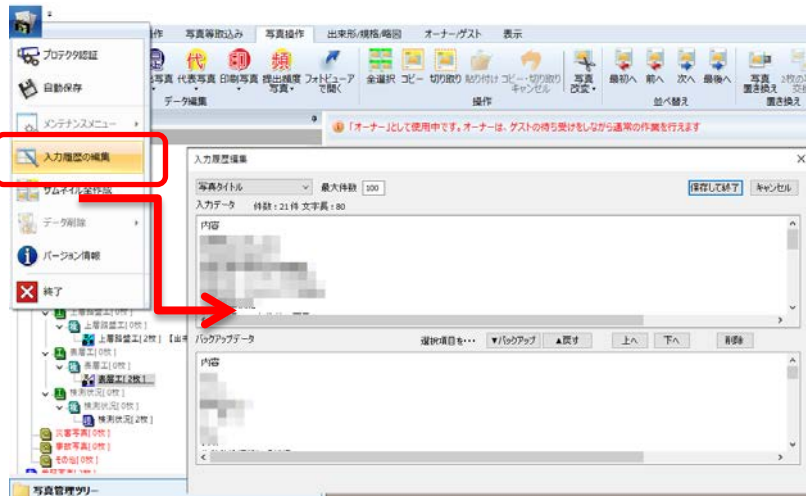 作 写真等取込み 写真操作 出来形/規格/略図 オーナー/ゲスト 表示
写真 代表写真 印刷写真 提出頻度写真 フォトビューアで開く 全選択 コピー 切り取り 貼り付け コピー・切り取りキャンセル 写真改変 最初へ 前へ 次へ 最後へ 写真置き換え 2枚の
データ編集 操作 並べ替え 置き換え
プロテクタ認証
自動保存
メンテナンスメニュー
入力履歴の編集
サムネイル全作成
データ削除
バージョン情報
終了
「オーナー」として使用中です。オーナーは、ゲストの待ち受けをしながら通常の作業を行えます
入力履歴編集 X
写真タイトル 最大件数 100 保存して終了 キャンセル
入力データ 件数:21件 文字長:80
内容
バックアップデータ 選択項目を・・・ ▼バックアップ ▲戻す 上へ 下へ 削除
内容
上層路盤工[0枚]
上層路盤工[0枚]
上層路盤工[2枚] 【出来
表層工[0枚]
表層工[0枚]
表層工[2枚]
検測状況[0枚]
検測状況[0枚]
検測状況[2枚]
災害写真[0枚]
事故写真[0枚]
その他[0枚]
写真管理ツリー